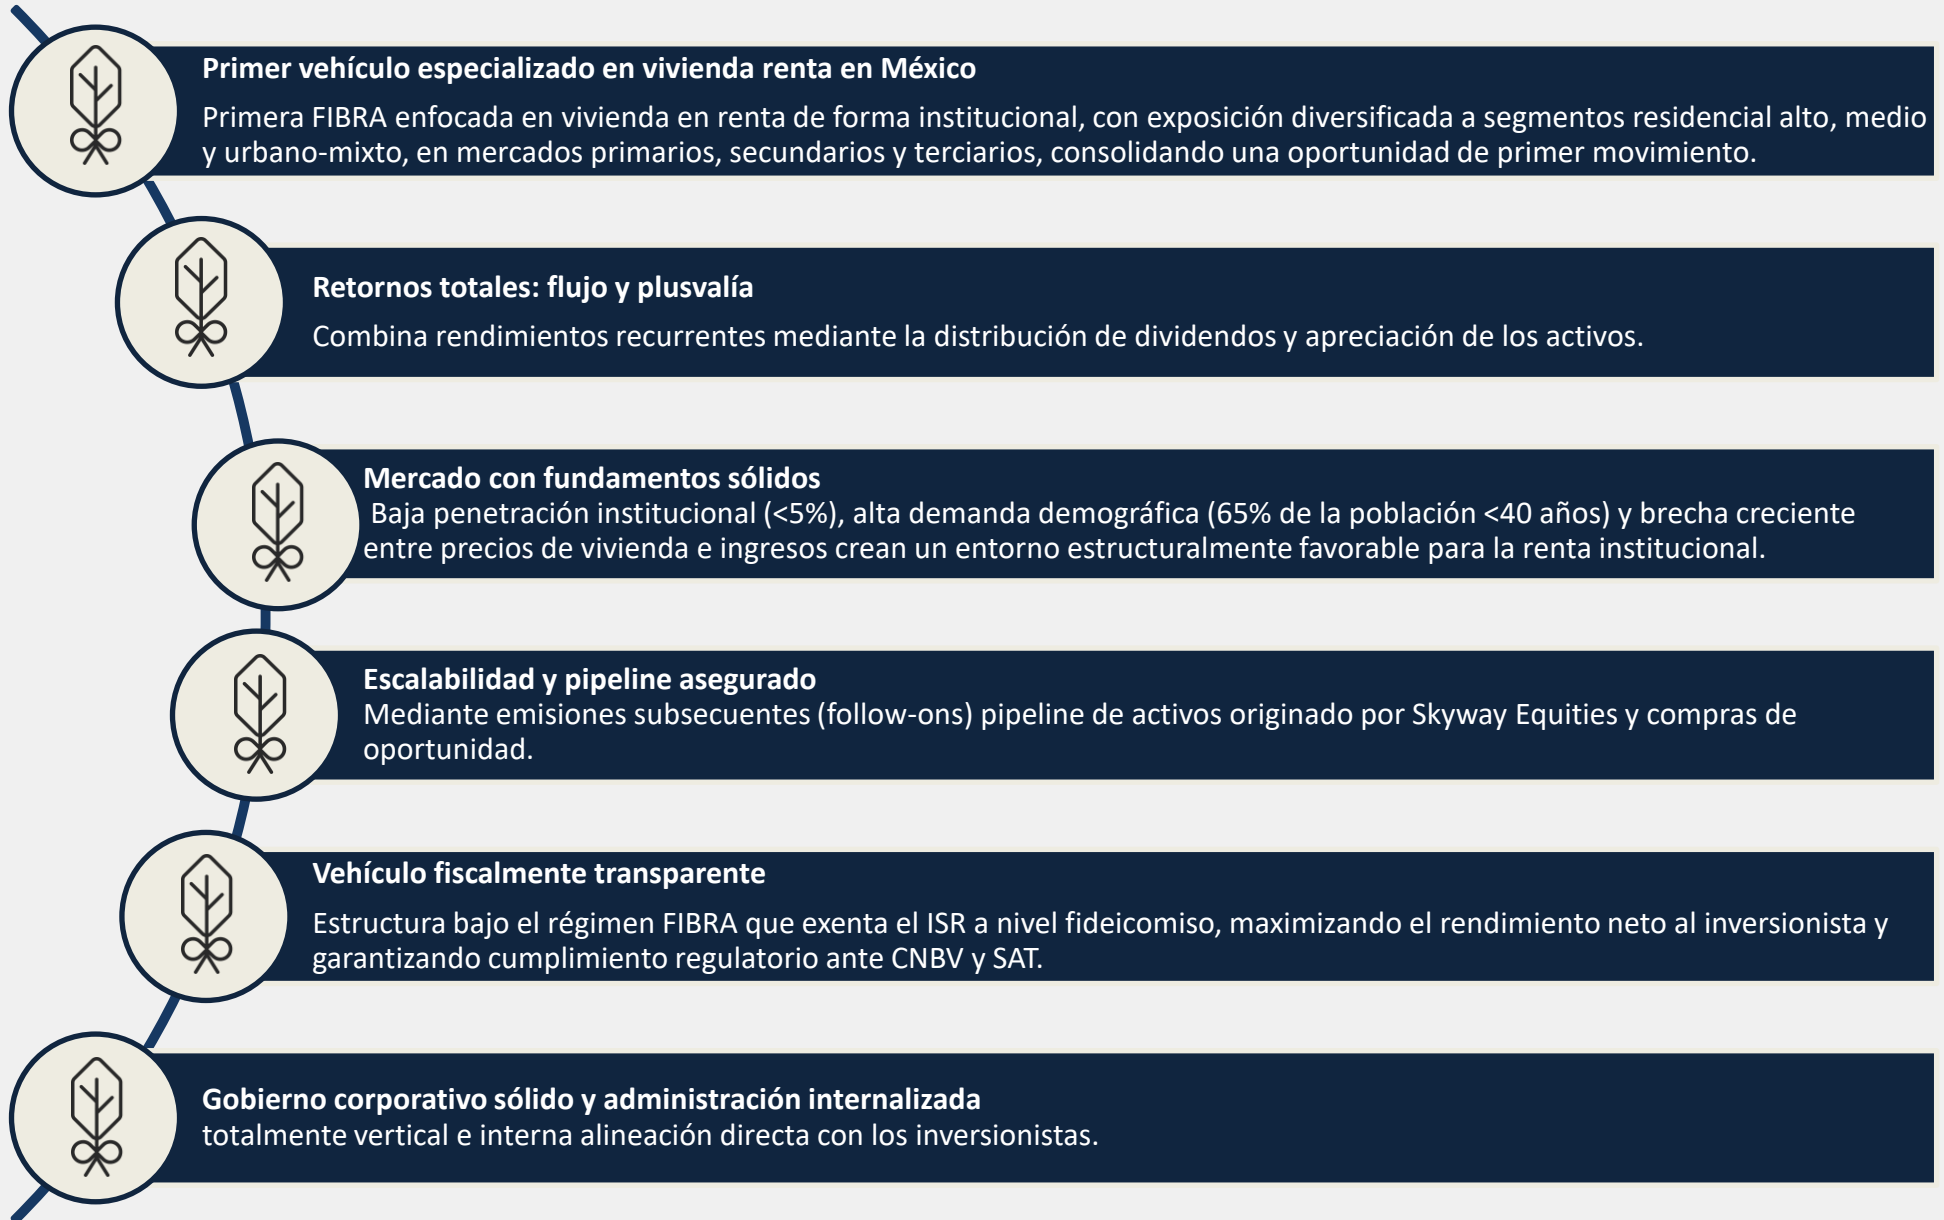 Primer vehículo especializado en vivienda renta en México
Primera FIBRA enfocada en vivienda en renta de forma institucional, con exposición diversificada a segmentos residencial alto, medio
y urbano-mixto, en mercados primarios, secundarios y terciarios, consolidando una oportunidad de primer movimiento.
Retornos totales: flujo y plusvalía
Combina rendimientos recurrentes mediante la distribución de dividendos y apreciación de los activos.
Mercado con fundamentos sólidos
Baja penetración institucional (<5%), alta demanda demográfica (65% de la población <40 años) y brecha creciente
entre precios de vivienda e ingresos crean un entorno estructuralmente favorable para la renta institucional.
Escalabilidad y pipeline asegurado
Mediante emisiones subsecuentes (follow-ons) pipeline de activos originado por Skyway Equities y compras de
oportunidad.
Vehículo fiscalmente transparente
Estructura bajo el régimen FIBRA que exenta el ISR a nivel fideicomiso, maximizando el rendimiento neto al inversionista y
garantizando cumplimiento regulatorio ante CNBV y SAT.
Gobierno corporativo sólido y administración internalizada
totalmente vertical e interna alineación directa con los inversionistas.